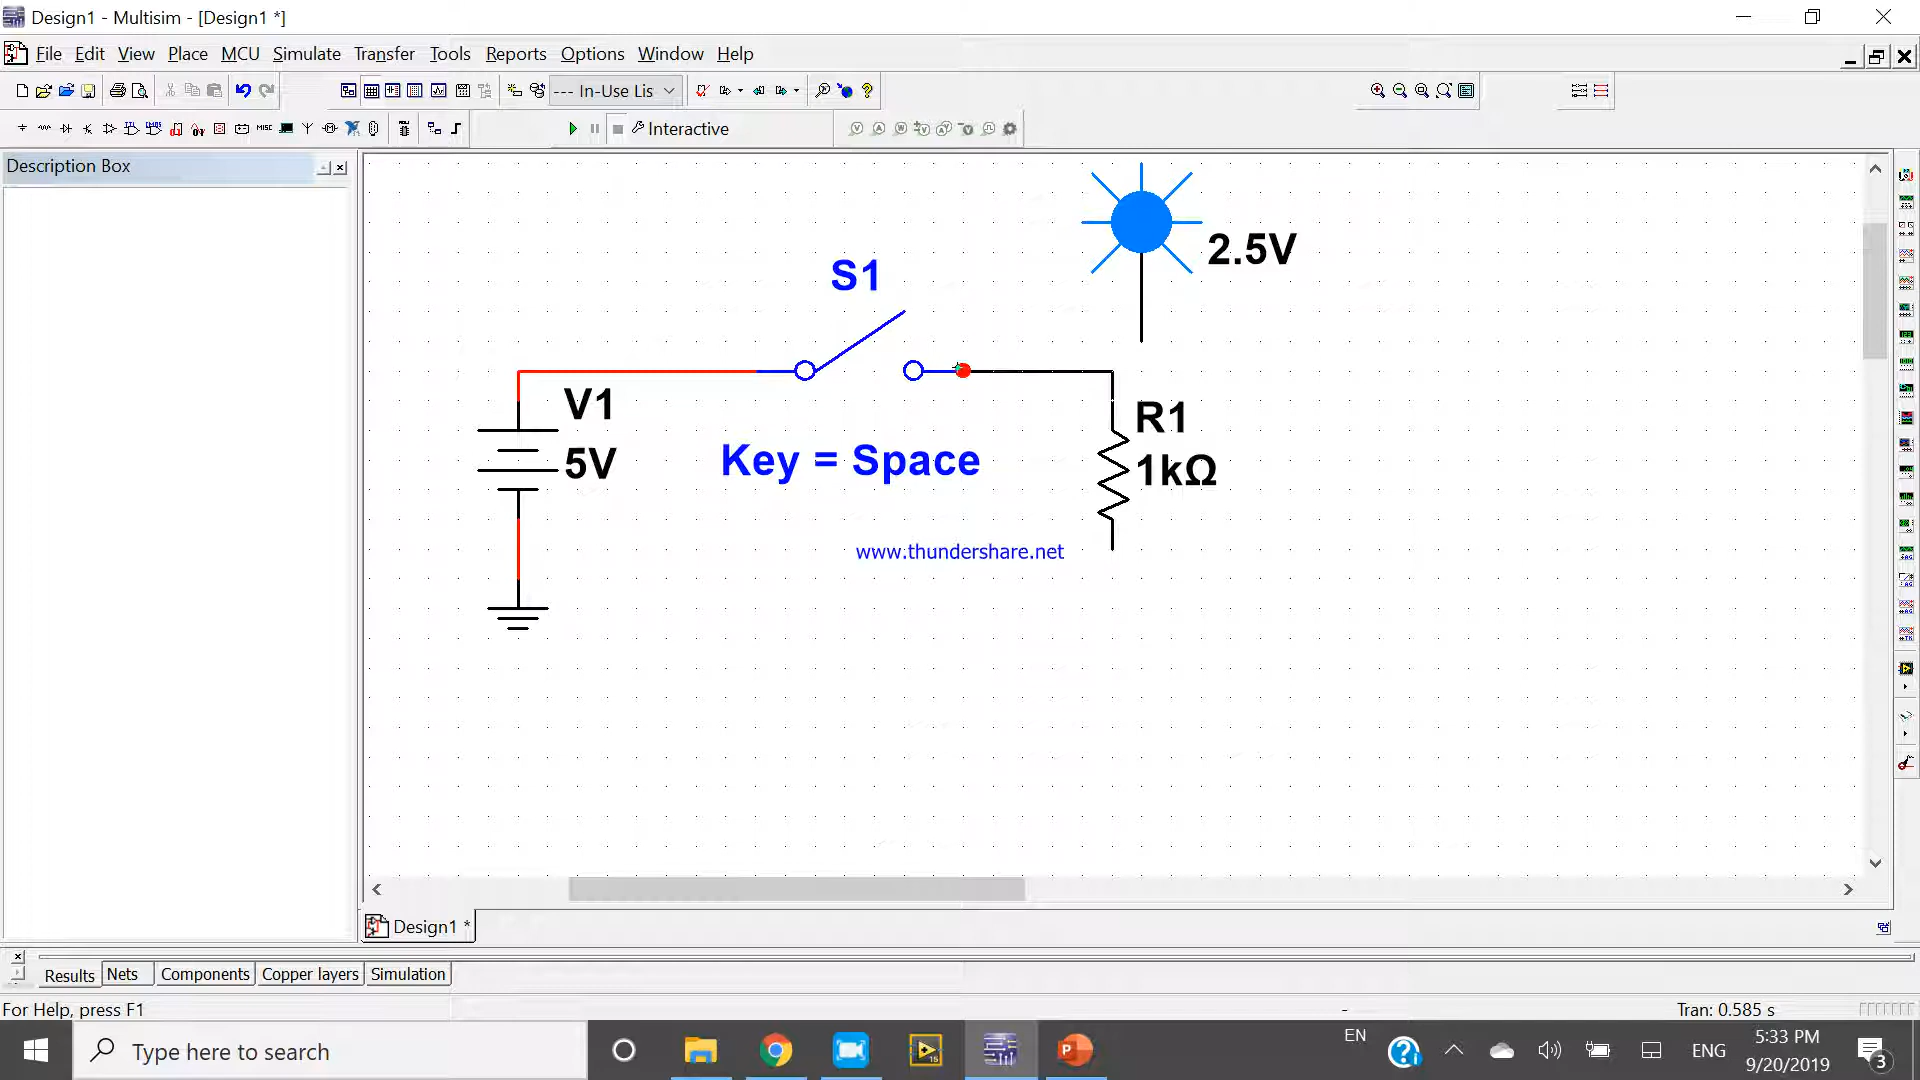 Design1 - Multisim - [Design1 *]
File Edit View Place MCU Simulate Transfer Tools Reports Options Window Help
--- In-Use Lis
Interactive
Description Box
2.5V
S1
V1
5V
Key = Space
R1
1kΩ
www.thundershare.net
Design1 *
Results Nets Components Copper layers Simulation
For Help, press F1
-
Tran: 0.585 s
Type here to search
EN
ENG
5:33 PM
9/20/2019
3